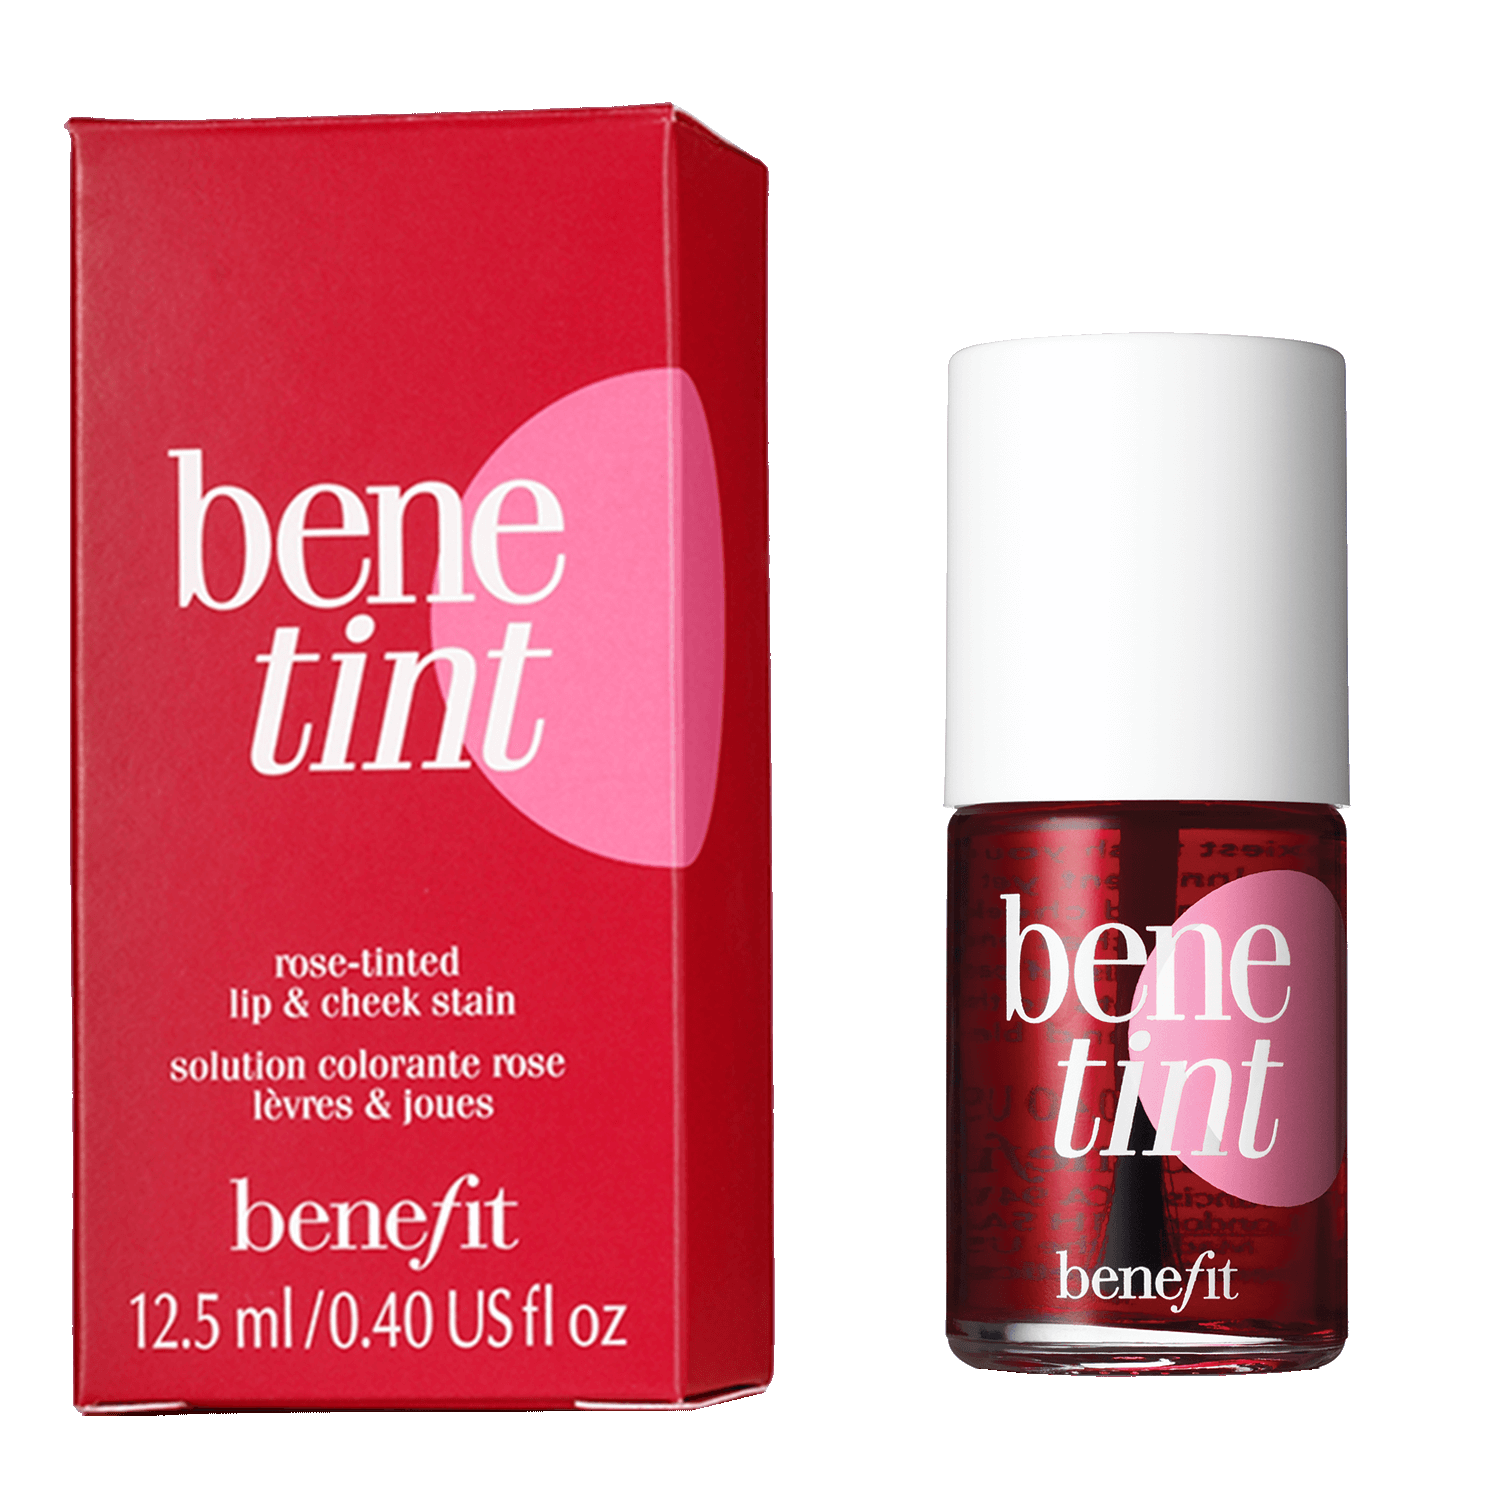 bene
tint
rose-tinted
lip & cheek stain
solution colorante rose
lèvres & joues
benefit
12.5 ml/0.40 US fl oz
bene
tint
benefit